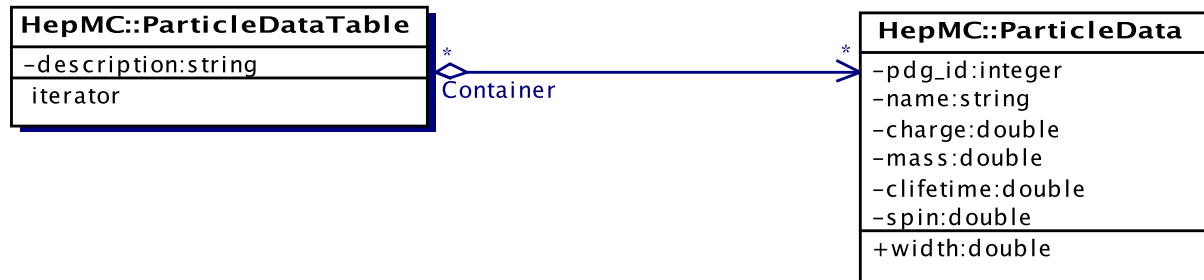 HepMC::ParticleDataTable
-description:string
iterator
*
Container
*
HepMC::ParticleData
-pdg_id:integer
-name:string
-charge:double
-mass:double
-clifetime:double
-spin:double
+width:double